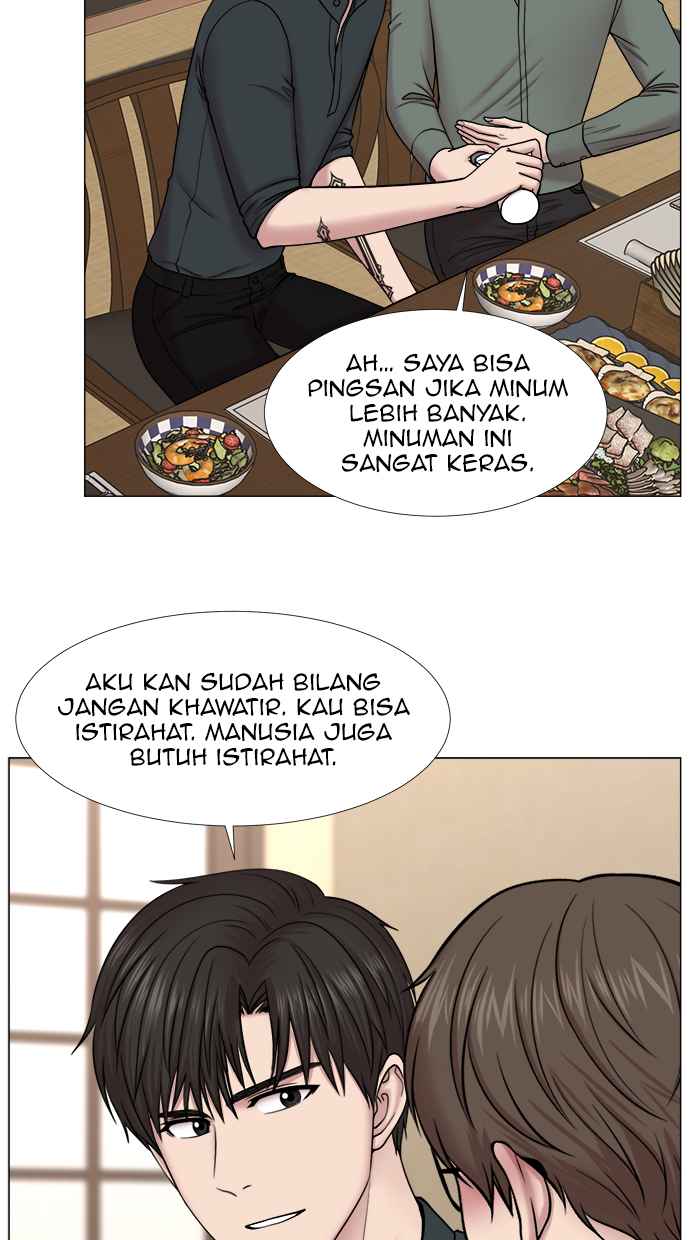 AH... SAYA BISA
PINGSAN JIKA MINUM
LEBIH BANYAK.
MINUMAN INI
SANGAT KERAS.
AKU KAN SUDAH BILANG
JANGAN KHAWATIR. KAU BISA
ISTIRAHAT. MANUSIA JUGA
BUTUH ISTIRAHAT.